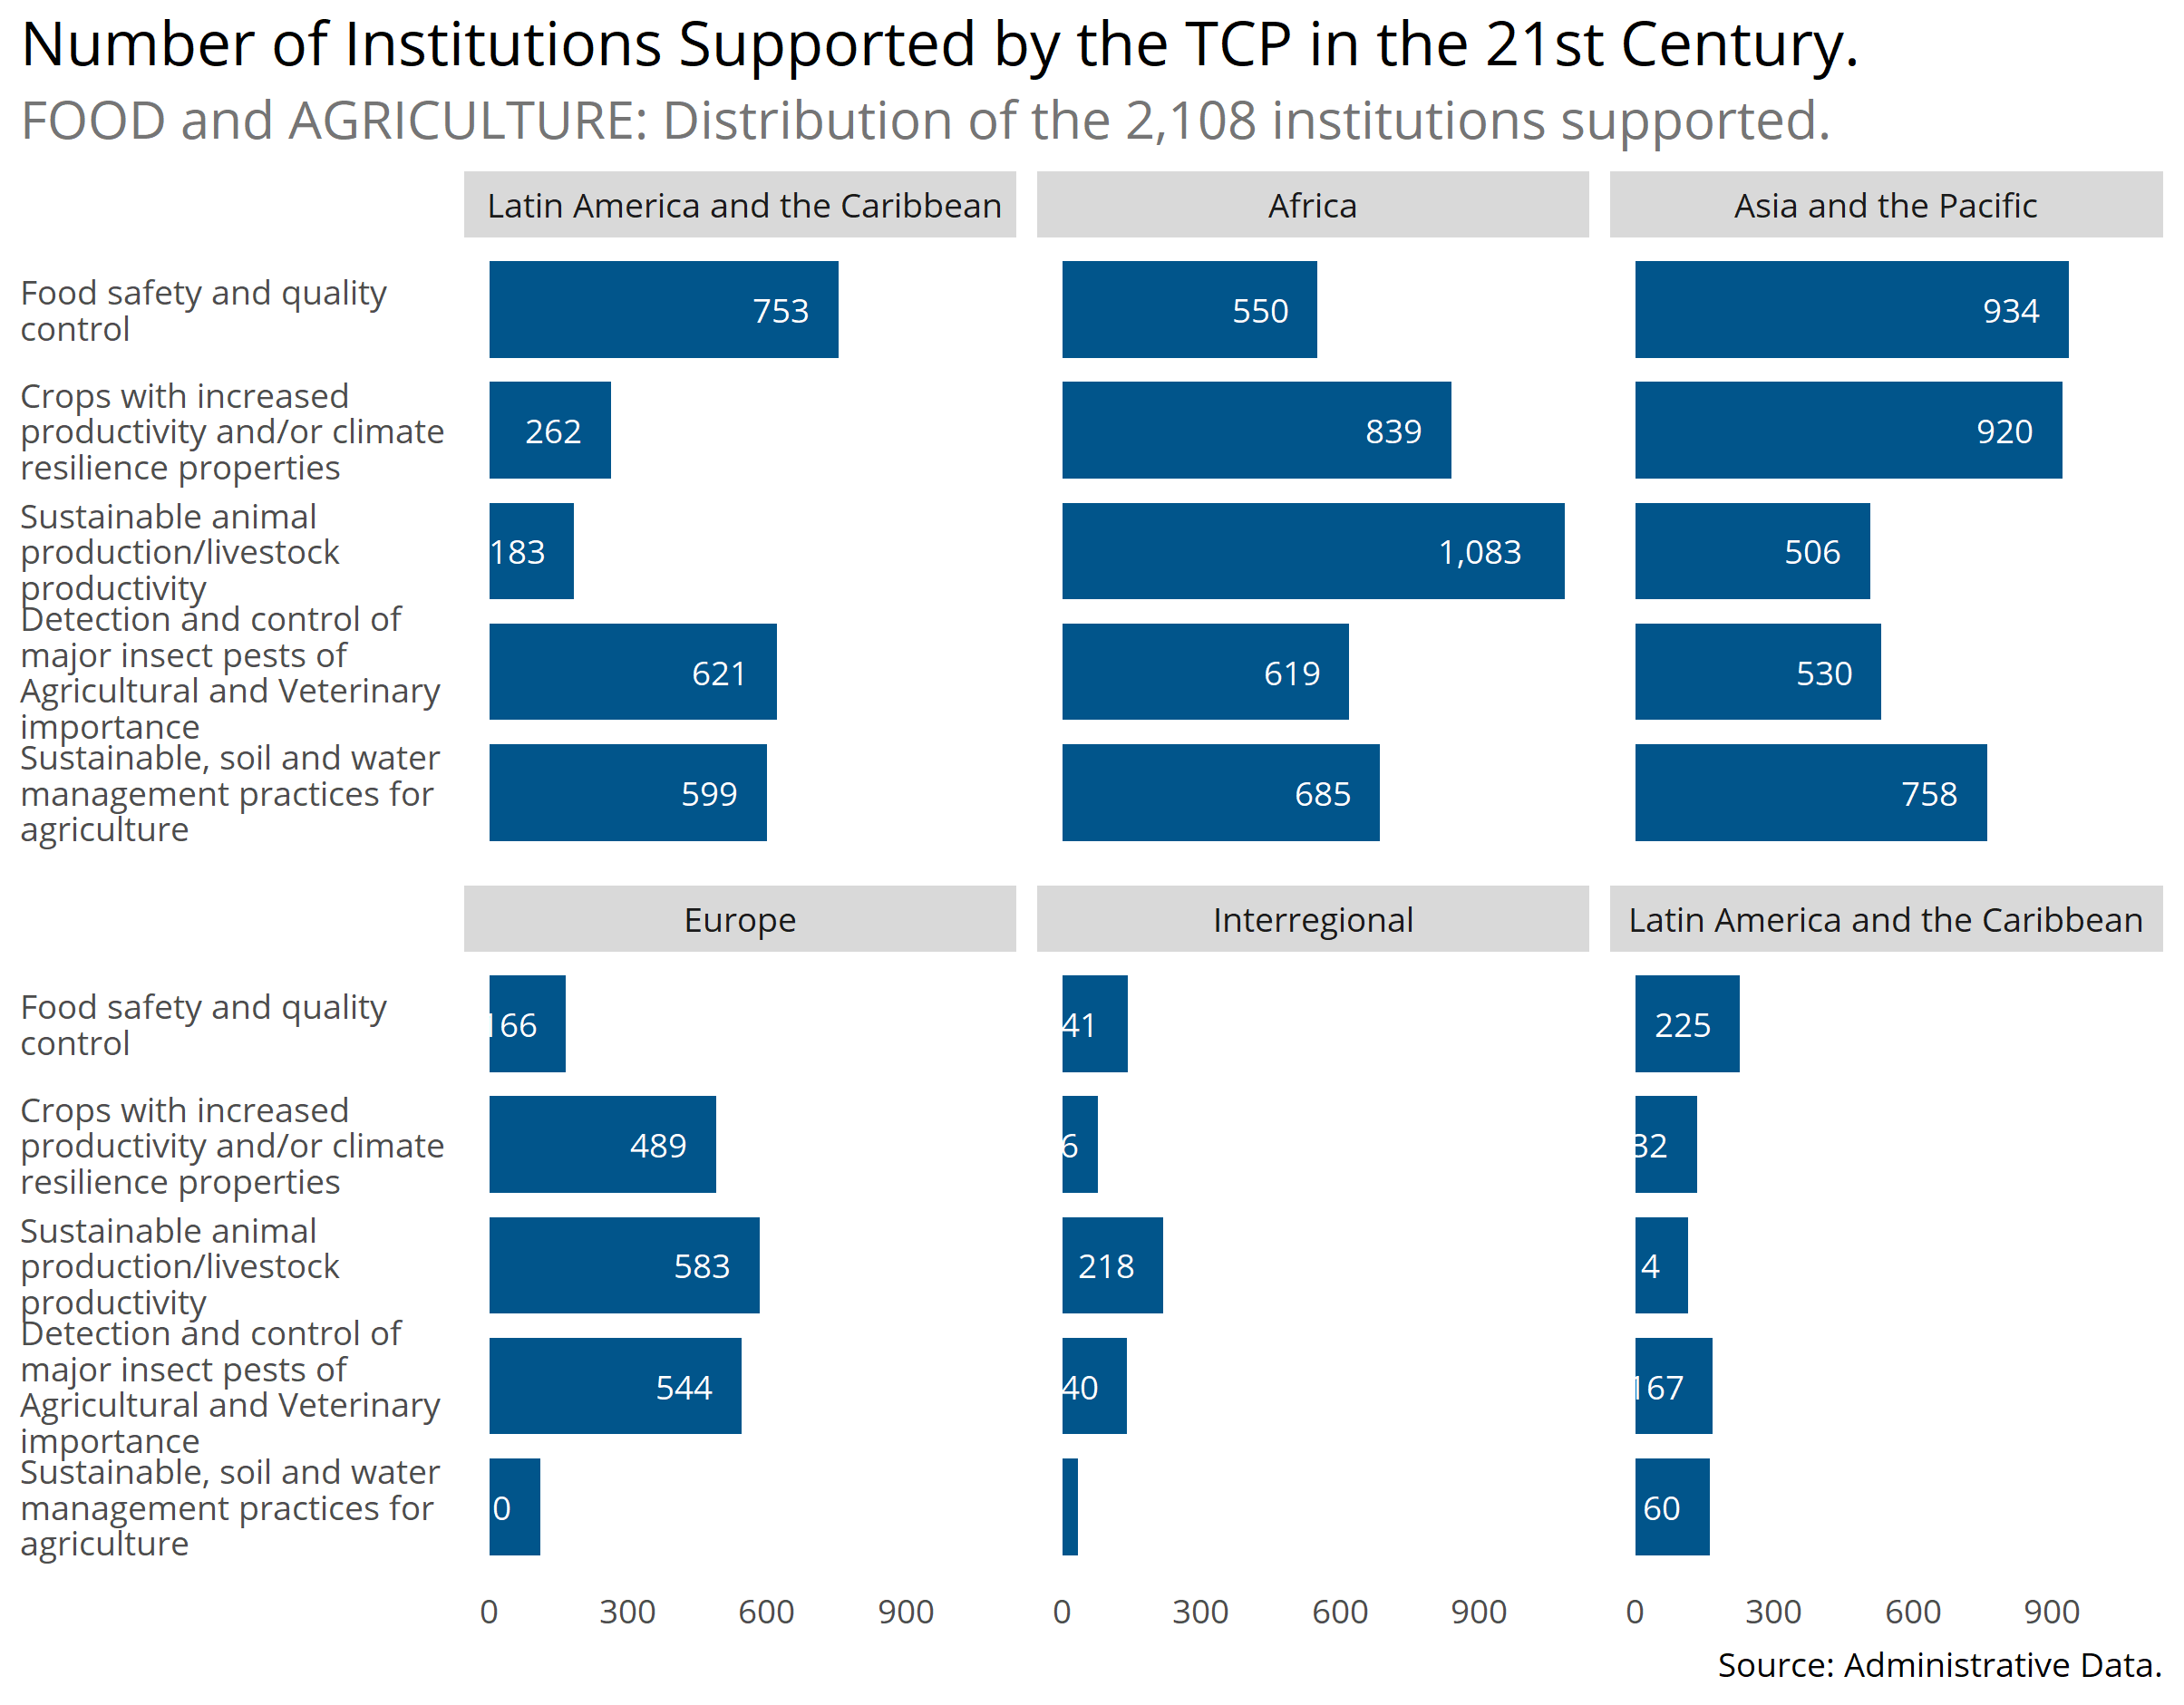 Number of Institutions Supported by the TCP in the 21st Century.
FOOD and AGRICULTURE: Distribution of the 2,108 institutions supported.
Latin America and the Caribbean
Africa
Asia and the Pacific
Food safety and quality
control
753
550
934
Crops with increased
productivity and/or climate
resilience properties
262
839
920
Sustainable animal
production/livestock
productivity
183
1,083
506
Detection and control of
major insect pests of
Agricultural and Veterinary
importance
621
619
530
Sustainable, soil and water
management practices for
agriculture
599
685
758
Europe
Interregional
Latin America and the Caribbean
Food safety and quality
control
166
41
225
Crops with increased
productivity and/or climate
resilience properties
489
6
32
Sustainable animal
production/livestock
productivity
583
218
4
Detection and control of
major insect pests of
Agricultural and Veterinary
importance
544
40
167
Sustainable, soil and water
management practices for
agriculture
0
60
0 300 600 900
0 300 600 900
0 300 600 900
Source: Administrative Data.